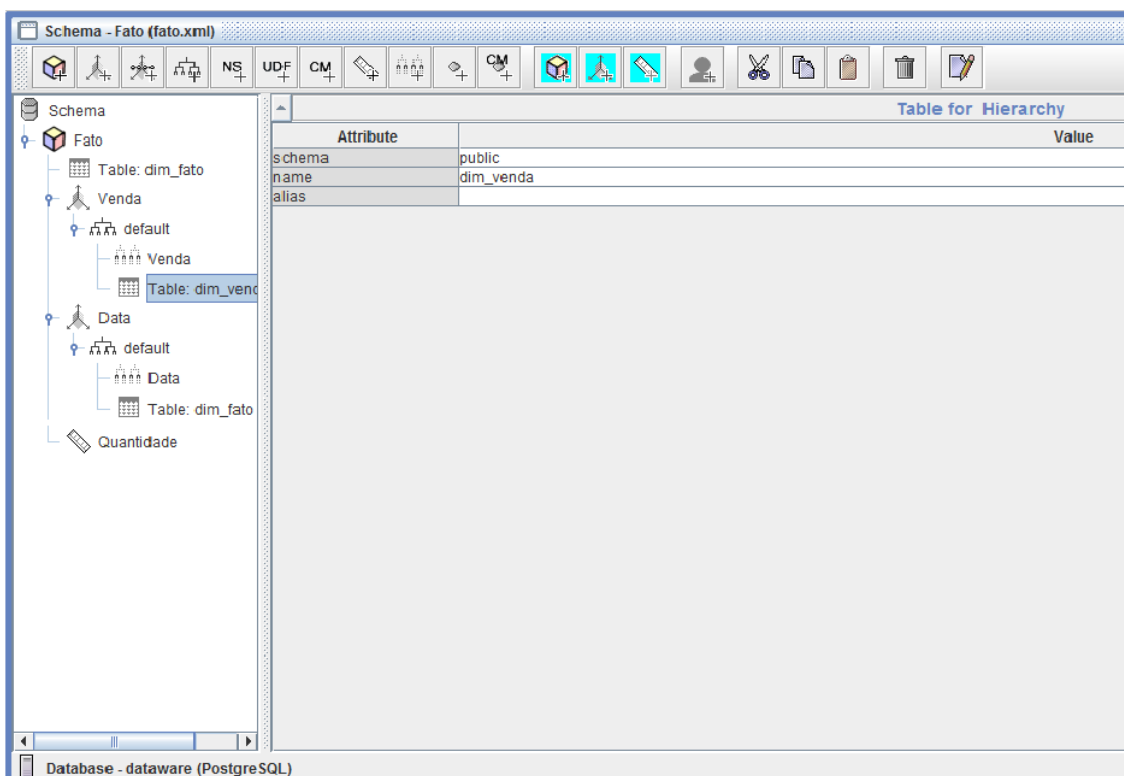 Schema - Fato (fato.xml)
NS UDF CM CM
Schema
Fato
Table: dim_fato
Venda
default
Venda
Table: dim_vend
Data
default
Data
Table: dim_fato
Quantidade
Table for Hierarchy
Attribute Value
schema public
name dim_venda
alias
Database - dataware (PostgreSQL)